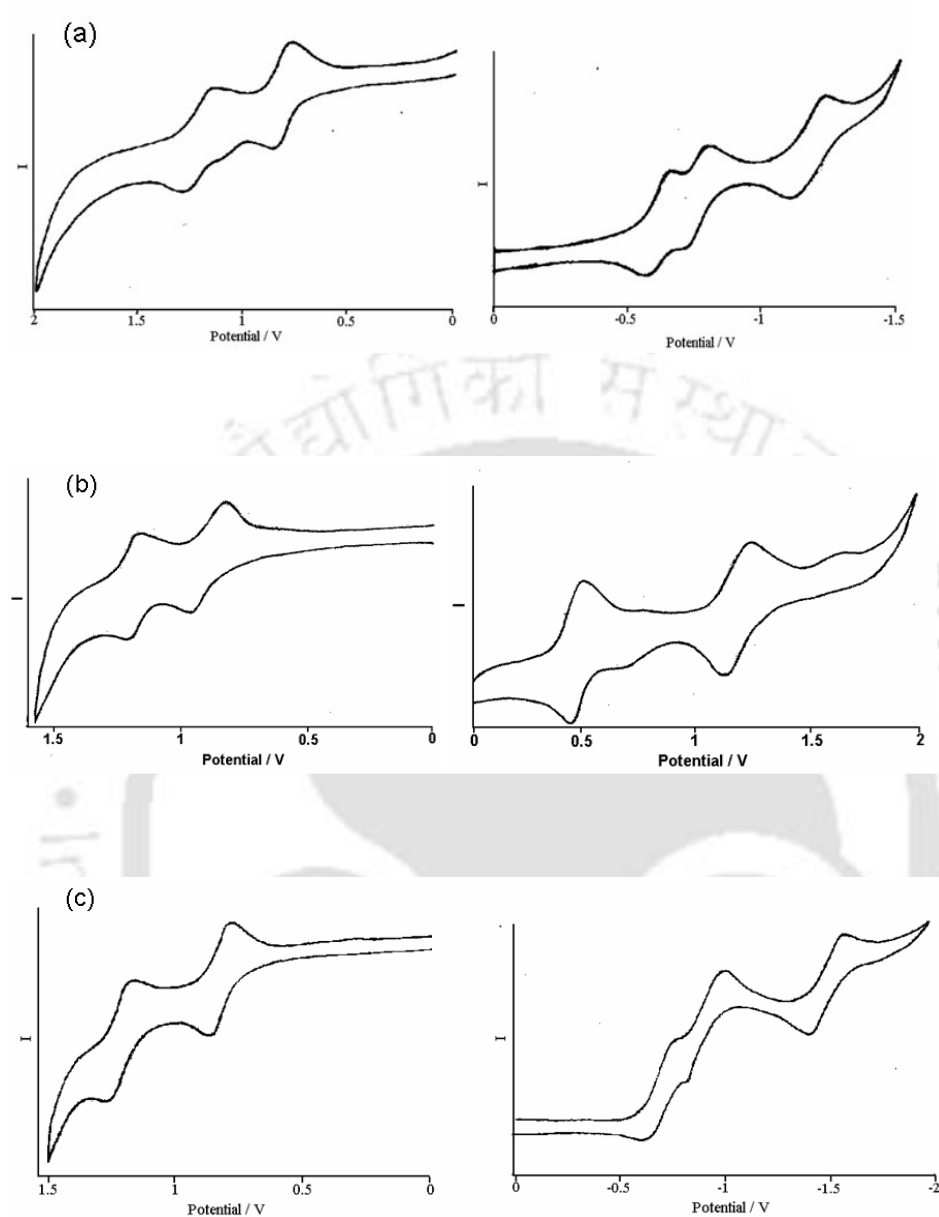 (a)
I
2 1.5 1 0.5 0
Potential / V
I
0 -0.5 -1 -1.5
Potential / V
(b)
I
1.5 1 0.5 0
Potential / V
I
0 0.5 1 1.5 2
Potential / V
(c)
I
1.5 1 0.5 0
Potential / V
I
0 -0.5 -1 -1.5 -2
Potential / V